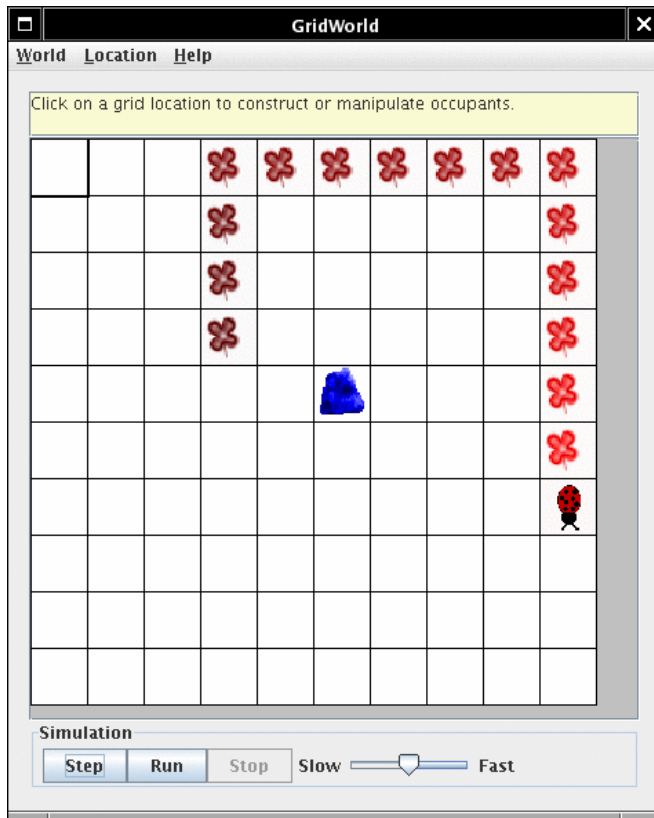 GridWorld
World Location Help
Click on a grid location to construct or manipulate occupants.
Simulation
Step Run Stop Slow Fast